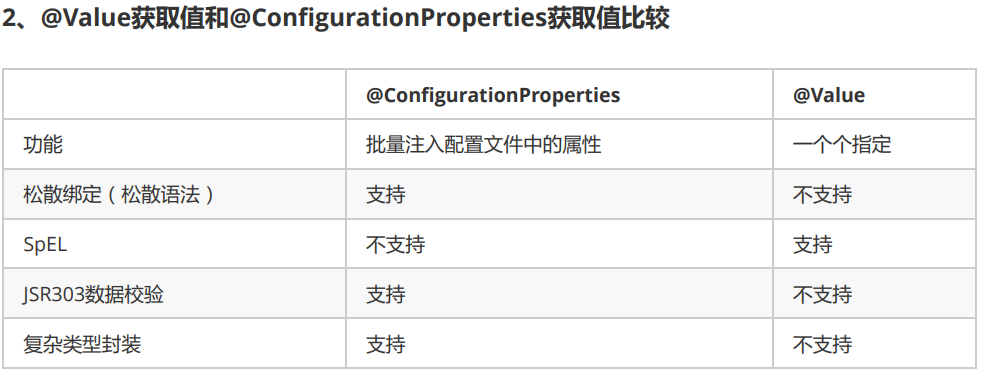 2、@Value获取值和@ConfigurationProperties获取值比较
@ConfigurationProperties @Value
功能 批量注入配置文件中的属性 一个个指定
松散绑定（松散语法） 支持 不支持
SpEL 不支持 支持
JSR303数据校验 支持 不支持
复杂类型封装 支持 不支持